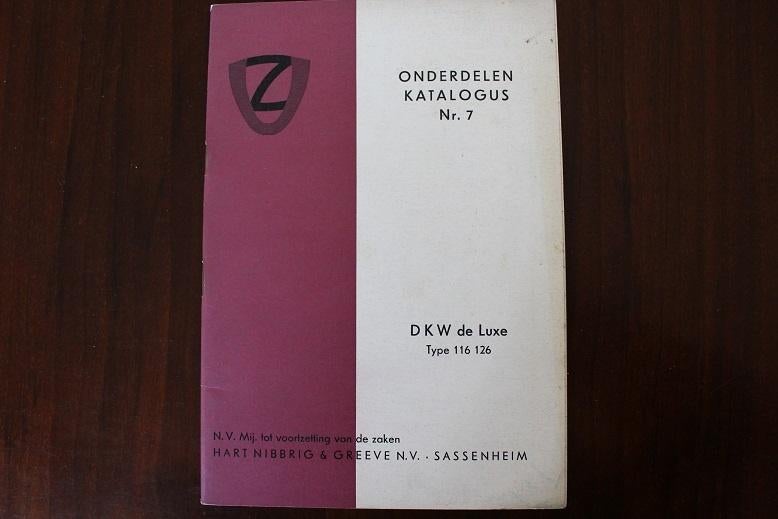 Z
ONDERDELEN
KATALOGUS
Nr. 7
DKW de Luxe
Type 116 126
N.V. Mij. tot voortzetting van de zaken
HART NIBBRIG & GREEVE N.V. · SASSENHEIM